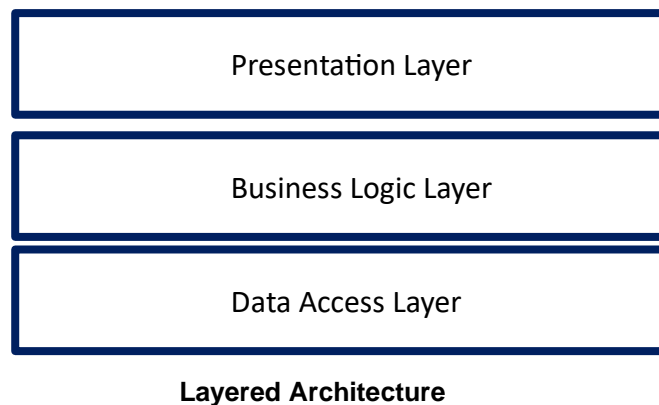 Presentation Layer
Business Logic Layer
Data Access Layer
Layered Architecture